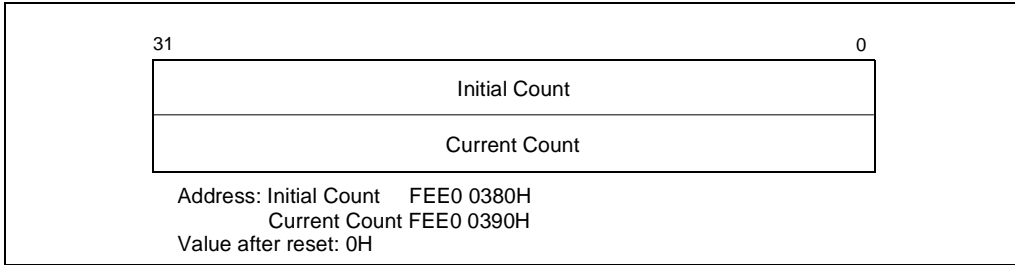 31 0
Initial Count
Current Count
Address: Initial Count FEE0 0380H
Current Count FEE0 0390H
Value after reset: 0H